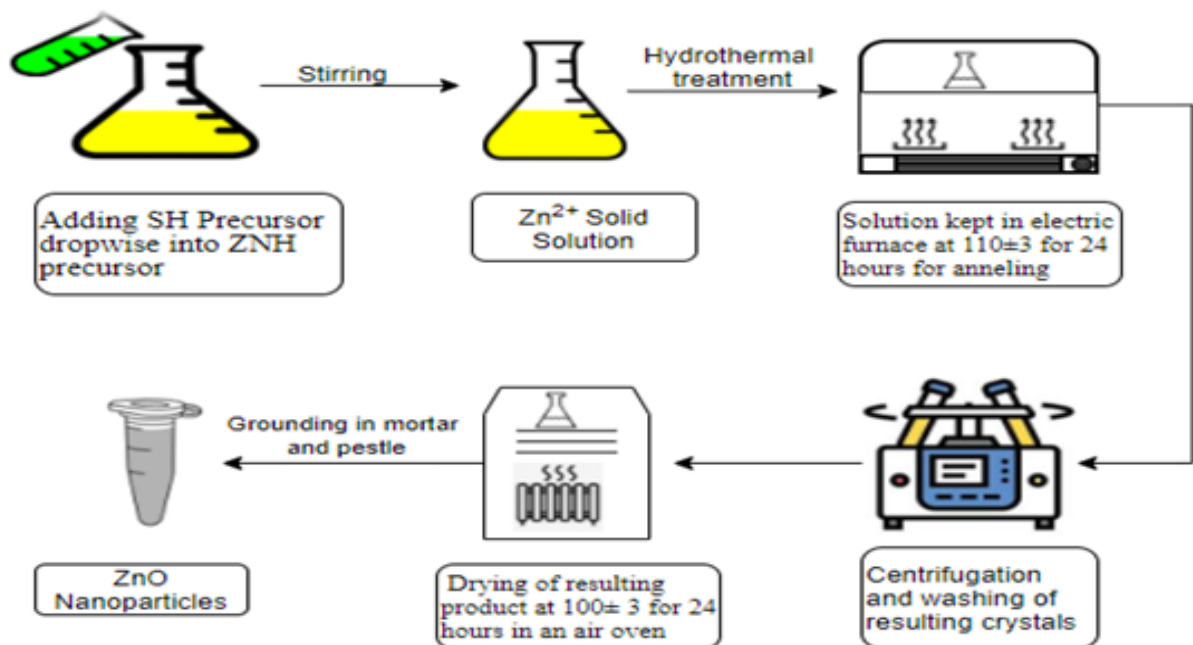 Stirring
Hydrothermal
treatment
Adding SH Precursor
dropwise into ZNH
precursor
Zn²⁺ Solid
Solution
Solution kept in electric
furnace at 110±3 for 24
hours for anneling
Grounding in mortar
and pestle
ZnO
Nanoparticles
Drying of resulting
product at 100± 3 for 24
hours in an air oven
Centrifugation
and washing of
resulting crystals